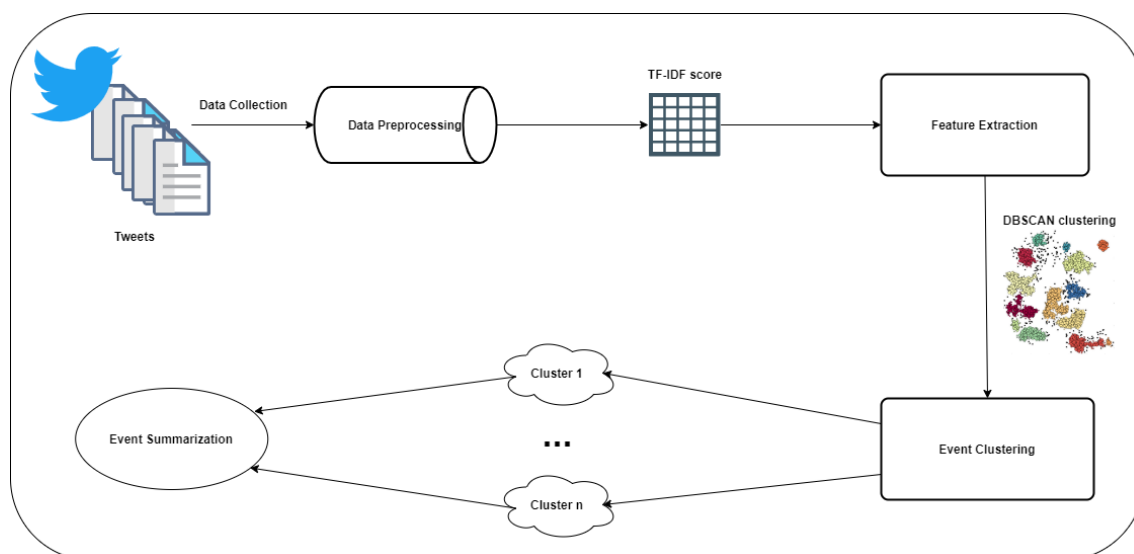 TF-IDF score
Data Collection
Data Preprocessing
Feature Extraction
Tweets
DBSCAN clustering
Cluster 1
Event Summarization
...
Event Clustering
Cluster n